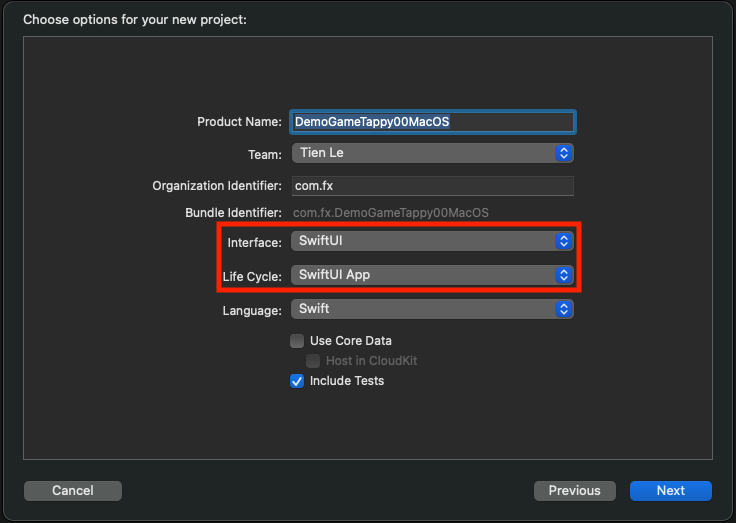 Choose options for your new project:
Product Name: DemoGameTappy00MacOS
Team: Tien Le
Organization Identifier: com.fx
Bundle Identifier: com.fx.DemoGameTappy00MacOS
Interface: SwiftUI
Life Cycle: SwiftUI App
Language: Swift
Use Core Data
Host in CloudKit
Include Tests
Cancel Previous Next